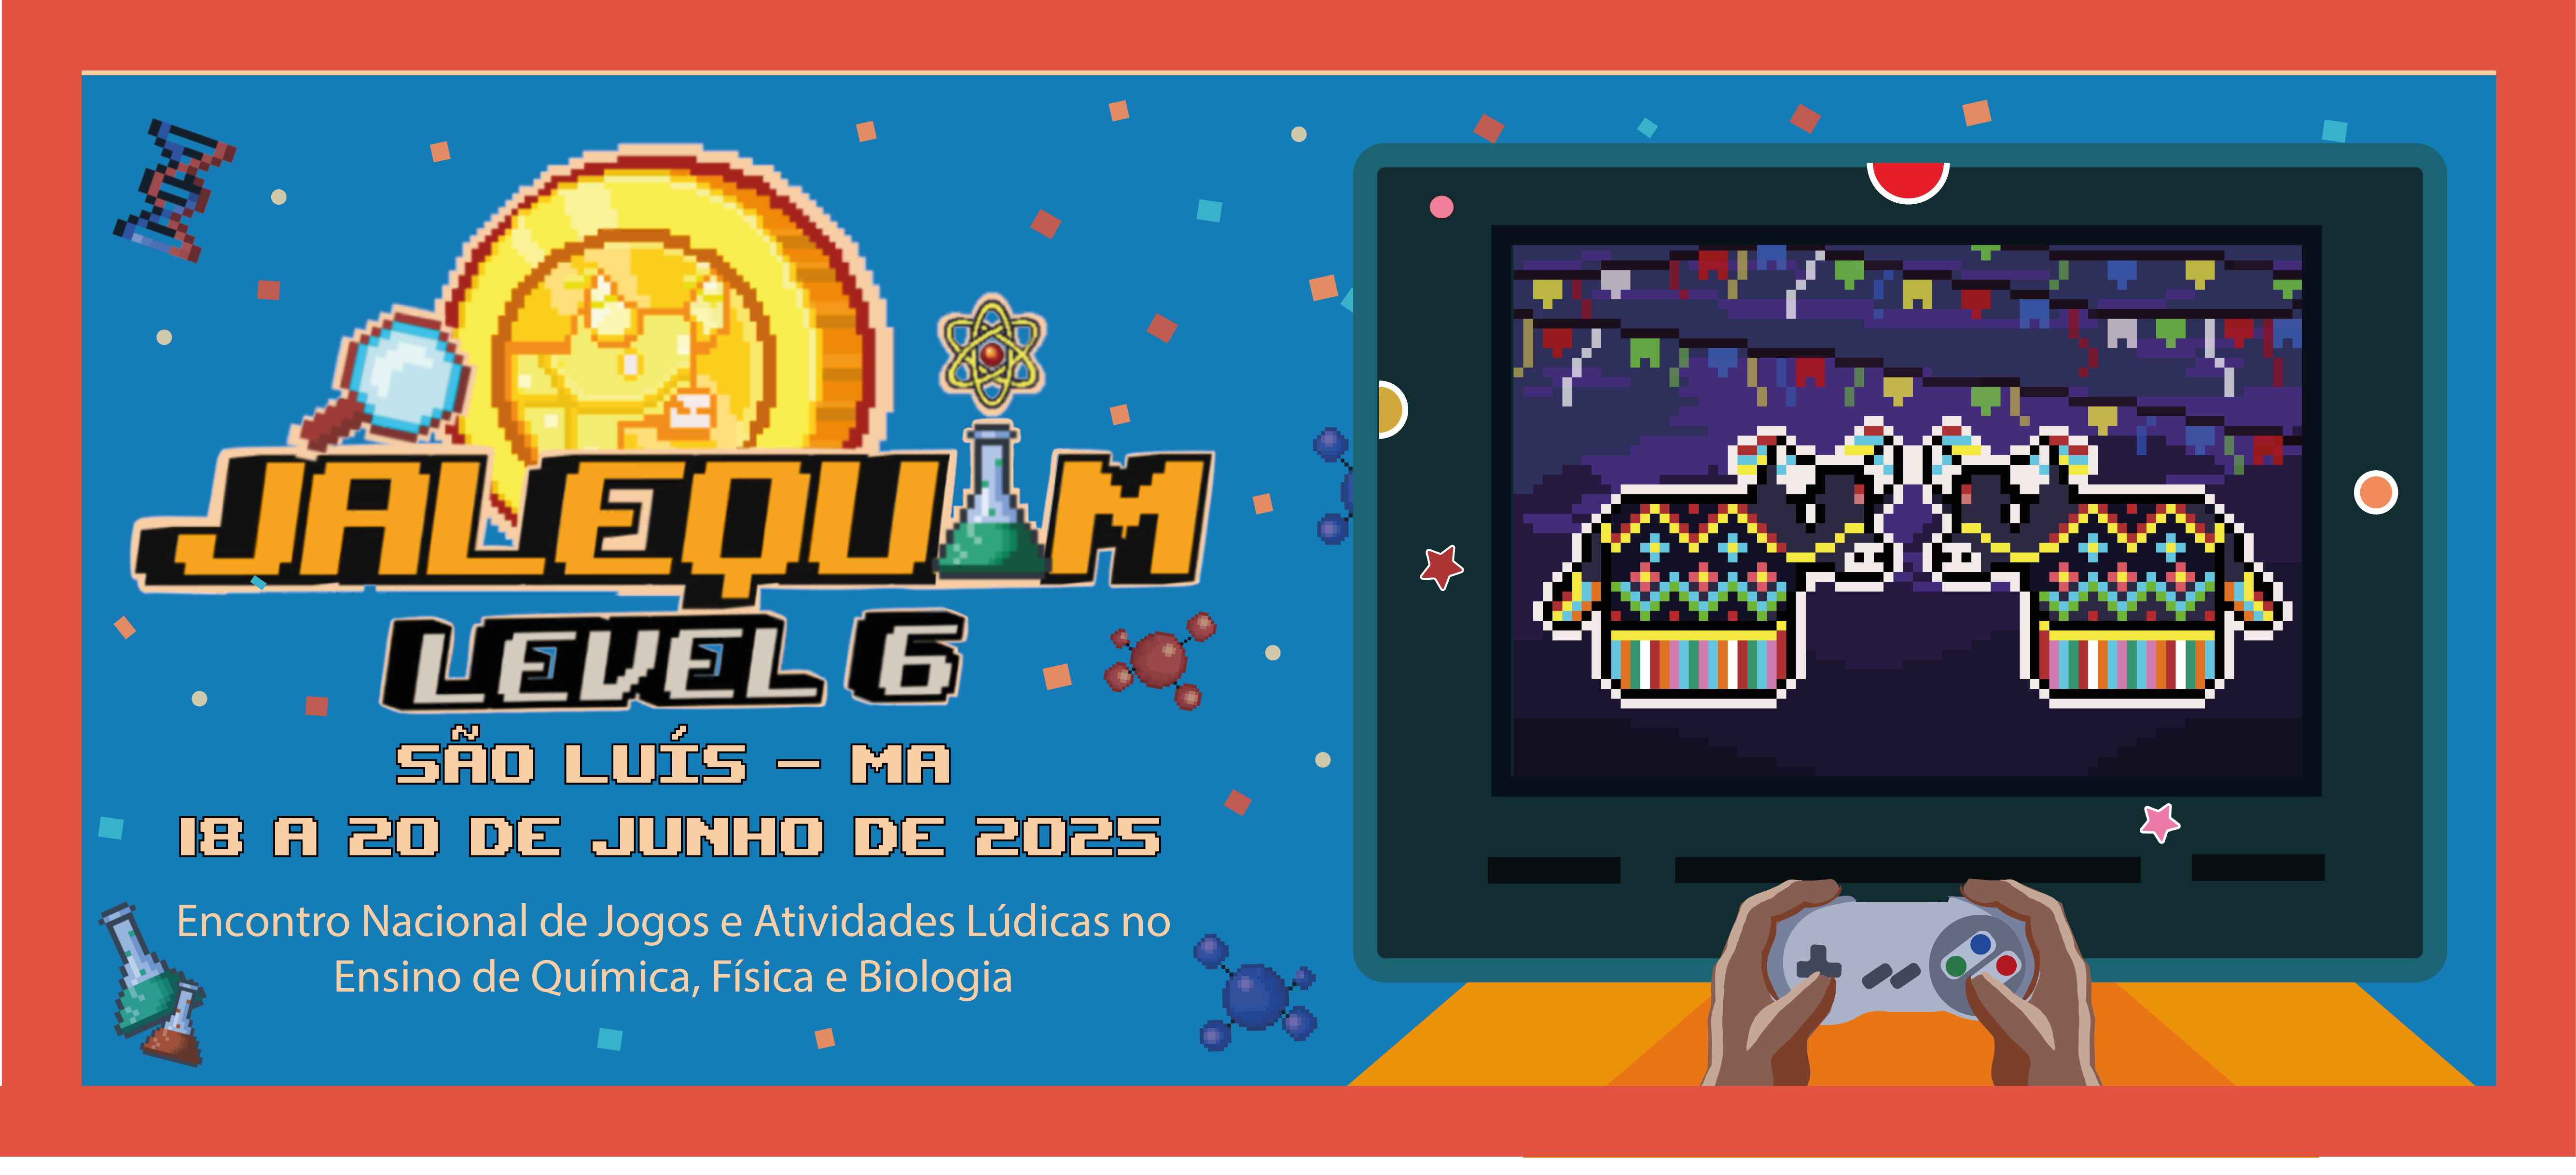 JALEQUIM
LEVEL 6
SÃO LUÍS – MA
18 A 20 DE JUNHO DE 2025
Encontro Nacional de Jogos e Atividades Lúdicas no
Ensino de Química, Física e Biologia